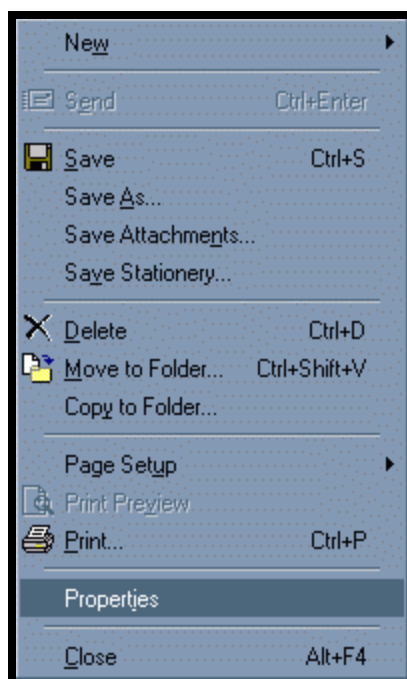 New
Send Ctrl+Enter
Save Ctrl+S
Save As...
Save Attachments...
Save Stationery...
Delete Ctrl+D
Move to Folder... Ctrl+Shift+V
Copy to Folder...
Page Setup
Print Preview
Print... Ctrl+P
Properties
Close Alt+F4